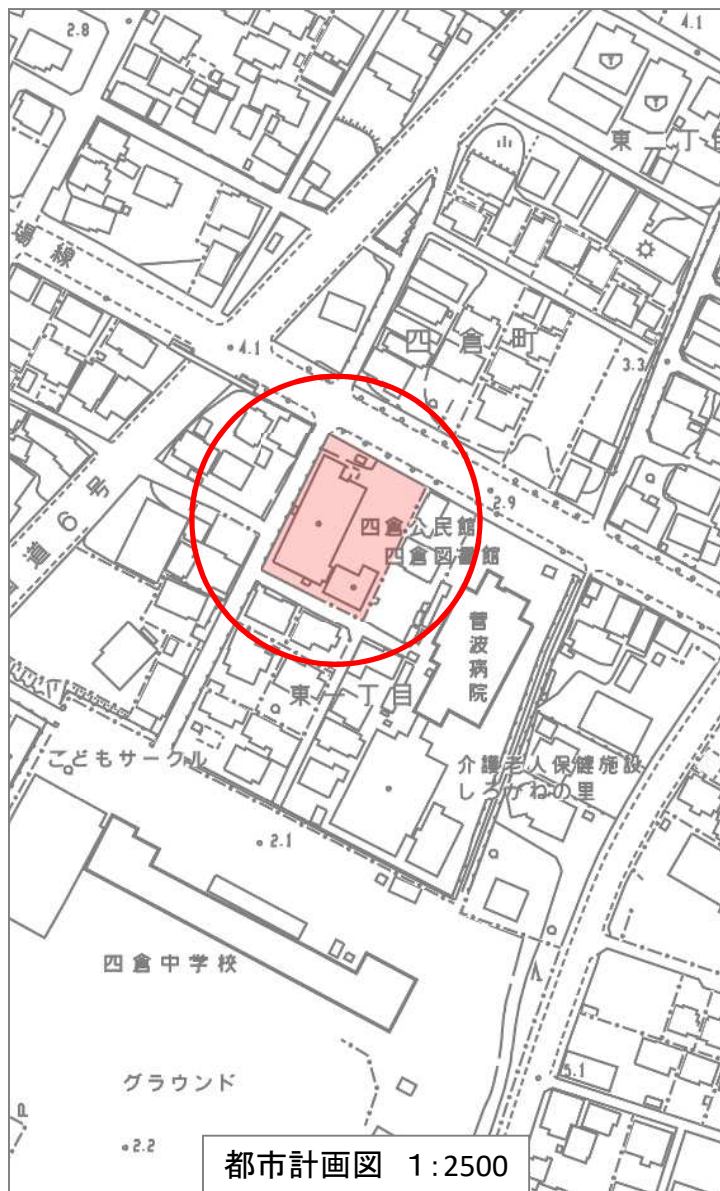 2.8
4.1
東二丁目
場線
4.1
四倉町
3.3
道6号
2.9
四倉公民館
四倉図書館
菅波病院
東一丁目
こどもサークル
介護老人保健施設
しろがねの里
2.1
四倉中学校
5.1
グラウンド
P
2.2
都市計画図 1:2500